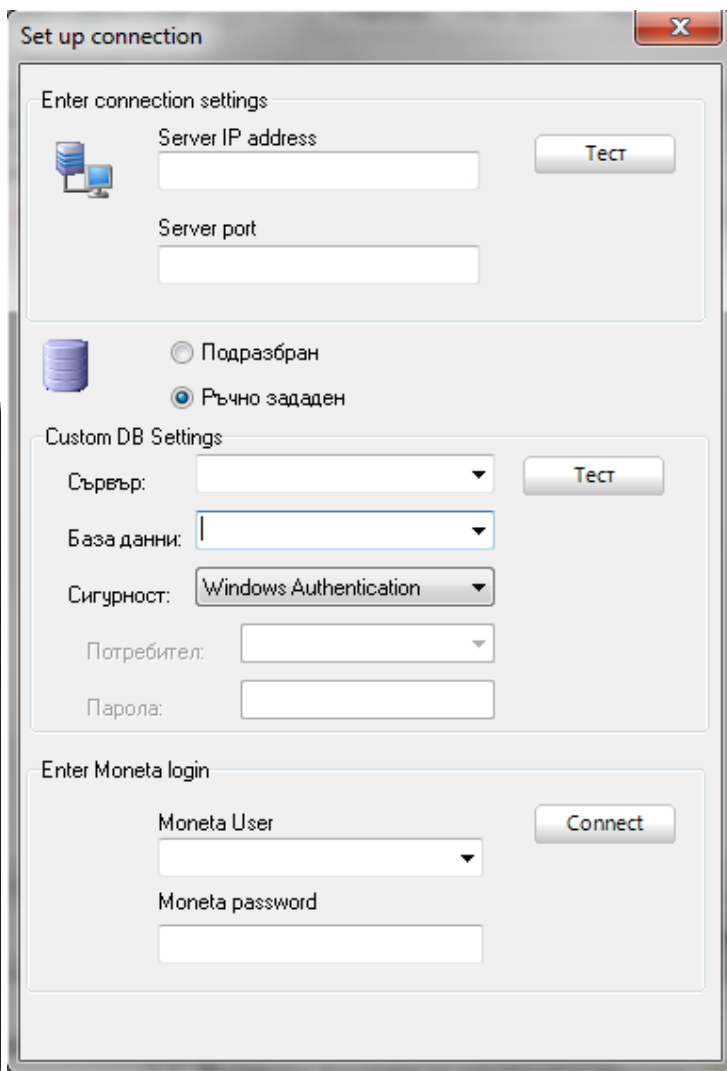 Set up connection
Enter connection settings
Server IP address
Тест
Server port
Подразбран
Ръчно зададен
Custom DB Settings
Сървър:
Тест
База данни:
Сигурност:
Windows Authentication
Потребител:
Парола:
Enter Moneta login
Moneta User
Connect
Moneta password